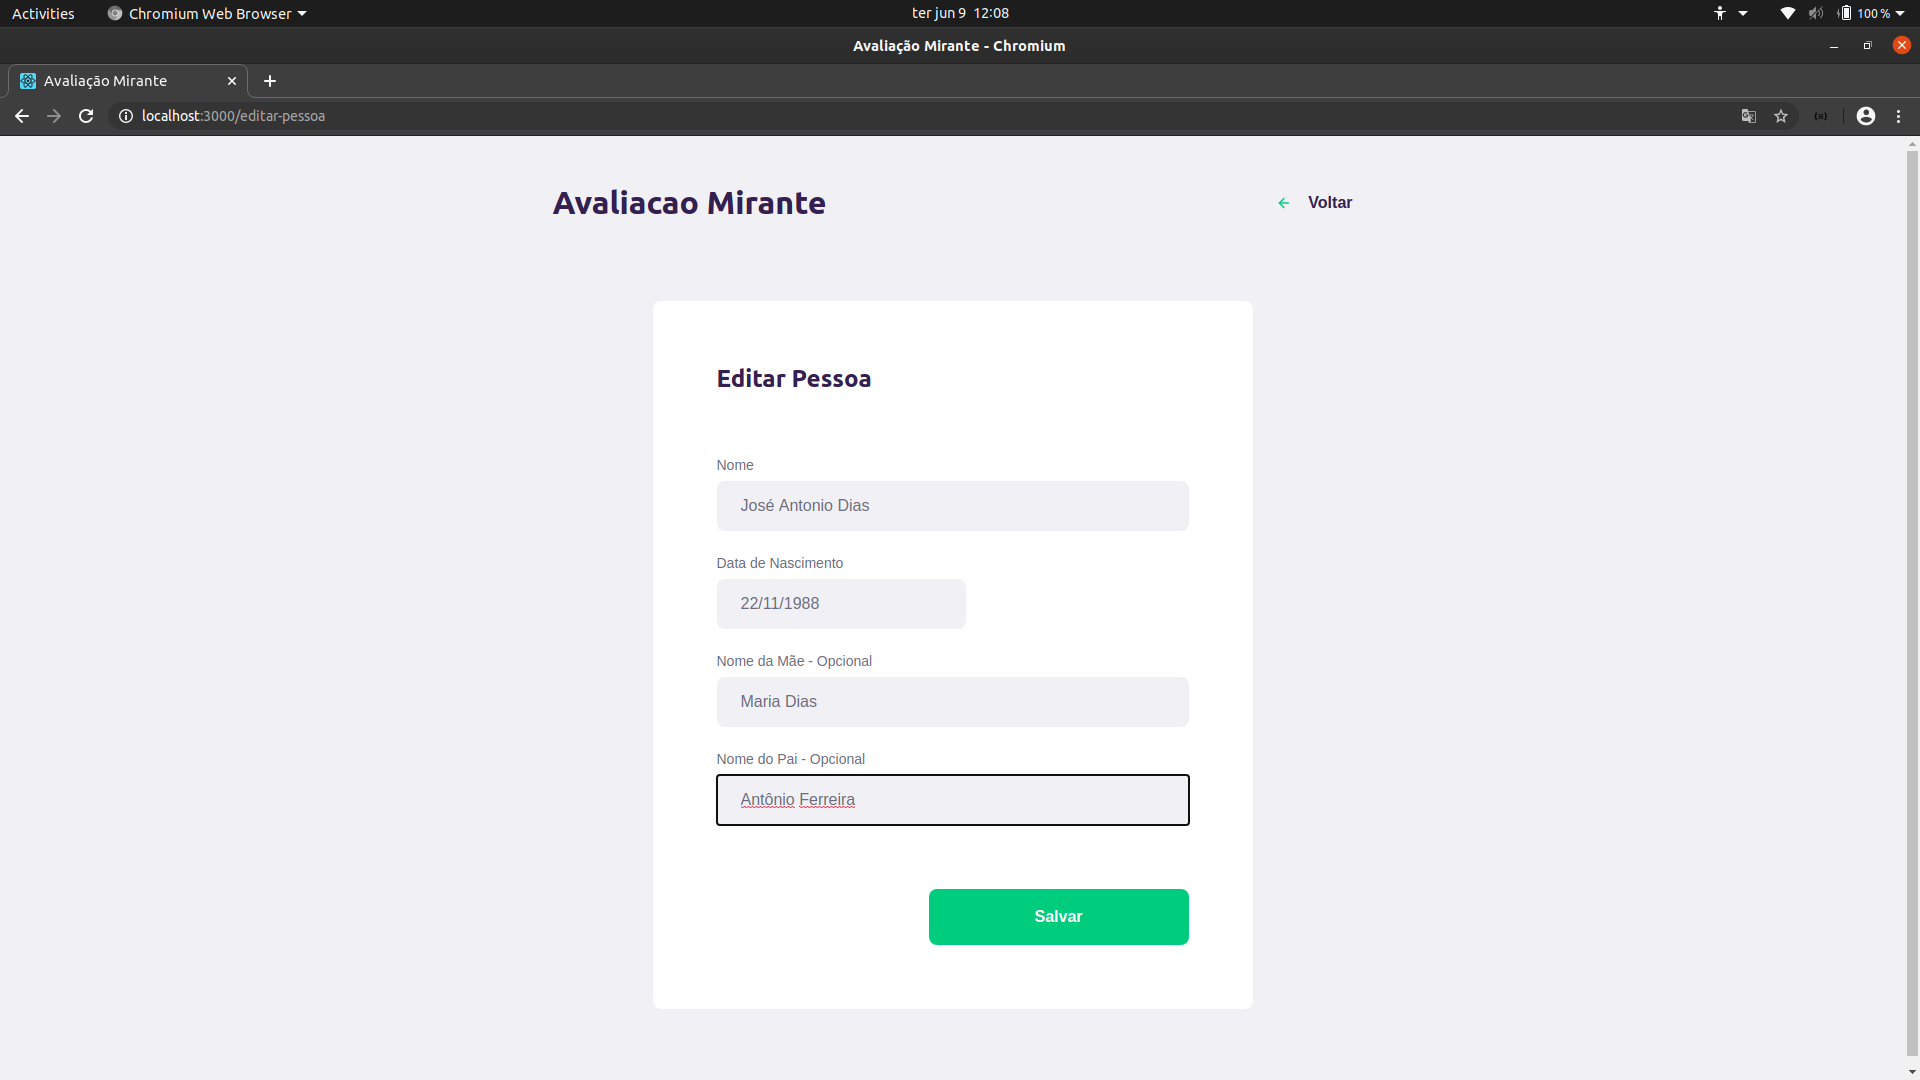 Activities
Chromium Web Browser
ter jun 9 12:08
100 %
Avaliação Mirante - Chromium
Avaliação Mirante
localhost:3000/editar-pessoa
Avaliacao Mirante
Voltar
Editar Pessoa
Nome
José Antonio Dias
Data de Nascimento
22/11/1988
Nome da Mãe - Opcional
Maria Dias
Nome do Pai - Opcional
Antônio Ferreira
Salvar